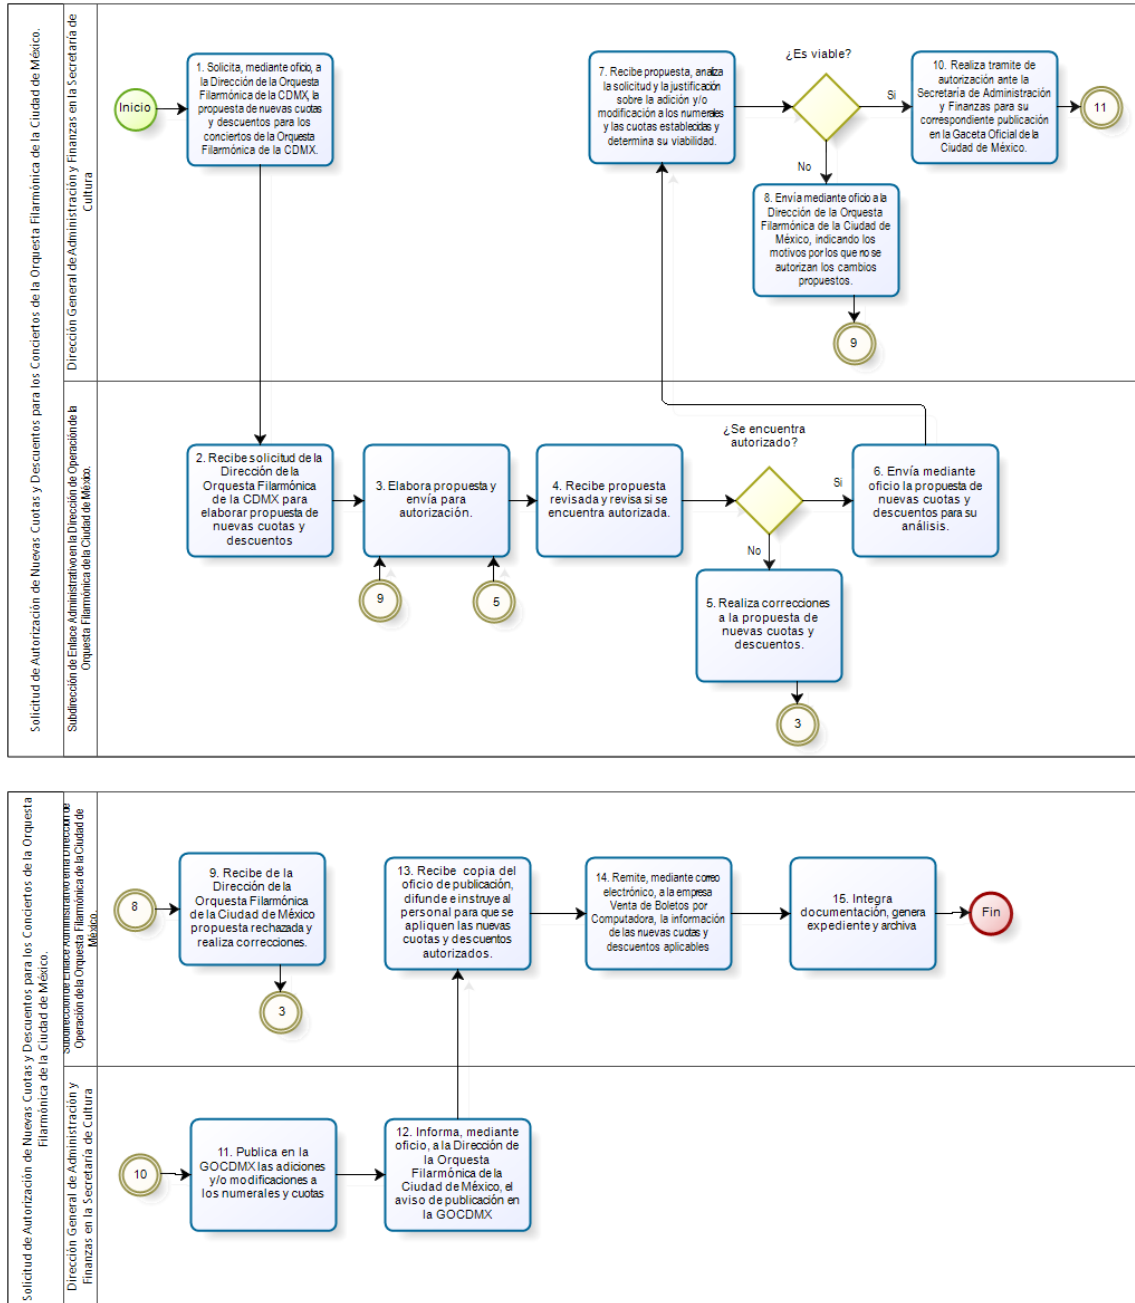 Solicitud de Autorización de Nuevas Cuotas y Descuentos para los Conciertos de la Orquesta Filarmónica de la Ciudad de México.
Dirección General de Administración y Finanzas en la Secretaría de
Cultura
Inicio
1. Solicita, mediante oficio, a
la Dirección de la Orquesta
Filarmónica de la CDMX, la
propuesta de nuevas cuotas
y descuentos para los
conciertos de la Orquesta
Filarmónica de la CDMX.
7. Recibe propuesta, analiza
la solicitud y la justificación
sobre la adición y/o
modificación a los numerales
y las cuotas establecidas y
determina su viabilidad.
¿Es viable?
Si
No
10. Realiza tramite de
autorización ante la
Secretaría de Administración
y Finanzas para su
correspondiente publicación
en la Gaceta Oficial de la
Ciudad de México.
11
8. Envía mediante oficio a la
Dirección de la Orquesta
Filarmónica de la Ciudad de
México, indicando los
motivos por los que no se
autorizan los cambios
propuestos.
9
Subdirección de Enlace Administrativo en la Dirección de Operación de la
Orquesta Filarmónica de la Ciudad de México.
2. Recibe solicitud de la
Dirección de la
Orquesta Filarmónica
de la CDMX para
elaborar propuesta de
nuevas cuotas y
descuentos
3. Elabora propuesta y
envía para
autorización.
9
5
4. Recibe propuesta
revisada y revisa si se
encuentra autorizada.
¿Se encuentra
autorizado?
Si
No
6. Envía mediante
oficio la propuesta
de nuevas cuotas y
descuentos para su
análisis.
5. Realiza correcciones
a la propuesta de
nuevas cuotas y
descuentos.
3
Solicitud de Autorización de Nuevas Cuotas y Descuentos para los Conciertos de la Orquesta
Filarmónica de la Ciudad de México.
Subdirección de Enlace Administrativo en la Dirección de
Operación de la Orquesta Filarmónica de la Ciudad de
México.
8
9. Recibe de la
Dirección de la
Orquesta Filarmónica
de la Ciudad de México
propuesta rechazada y
realiza correcciones.
3
13. Recibe copia del
oficio de publicación,
difunde e instruye al
personal para que se
apliquen las nuevas
cuotas y descuentos
autorizados.
14. Remite, mediante correo
electrónico, a la empresa
Venta de Boletos por
Computadora, la información
de las nuevas cuotas y
descuentos aplicables
15. Integra
documentación, genera
expediente y archiva
Fin
Dirección General de Administración y
Finanzas en la Secretaría de Cultura
10
11. Publica en la
GOCDMX las adiciones
y/o modificaciones a
los numerales y cuotas
12. Informa, mediante
oficio, a la Dirección de
la Orquesta
Filarmónica de la
Ciudad de México, el
aviso de publicación en
la GOCDMX